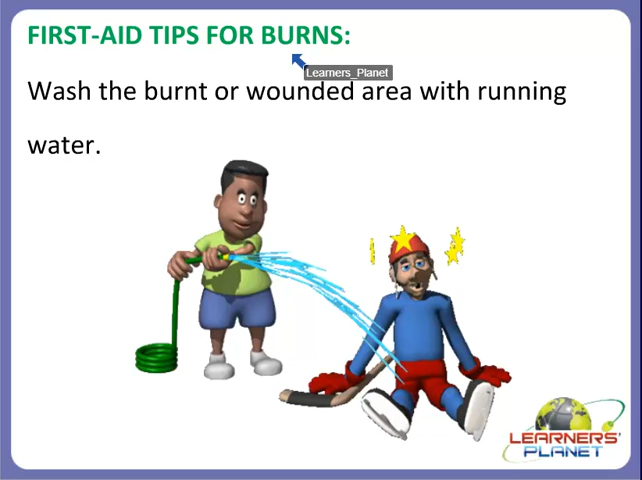 FIRST-AID TIPS FOR BURNS:
Learners_Planet
Wash the burnt or wounded area with running
water.
LEARNERS'
PLANET